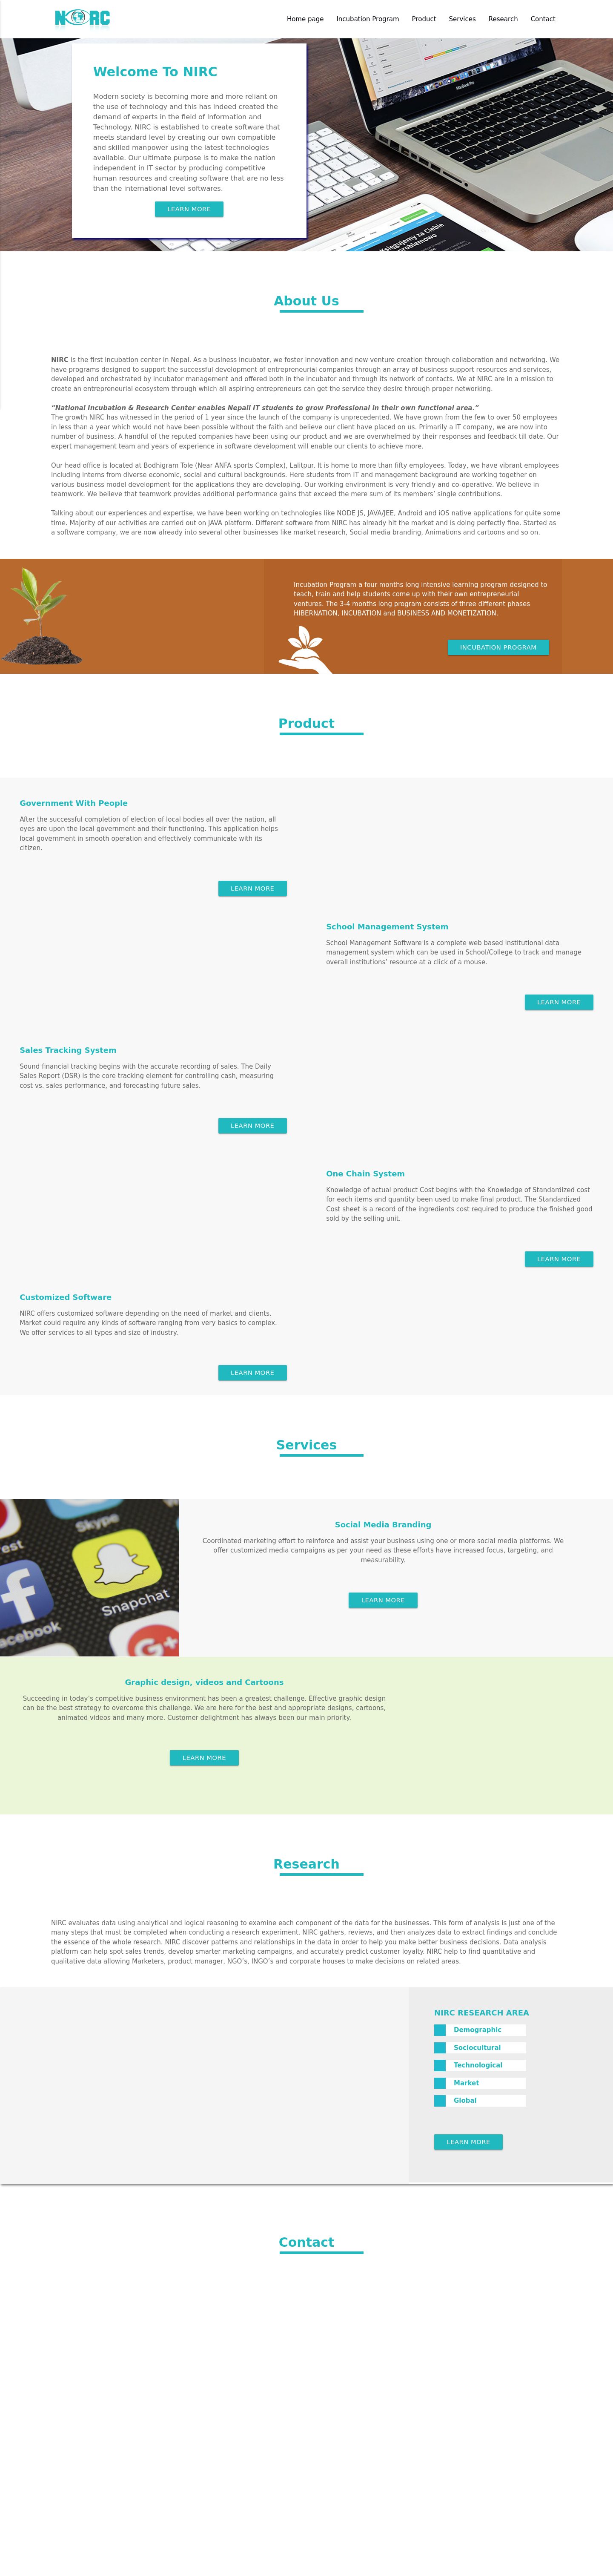 NIRC
Home page Incubation Program Product Services Research Contact
Welcome To NIRC
Modern society is becoming more and more reliant on
the use of technology and this has indeed created the
demand of experts in the field of Information and
Technology. NIRC is established to create software that
meets standard level by creating our own compatible
and skilled manpower using the latest technologies
available. Our ultimate purpose is to make the nation
independent in IT sector by producing competitive
human resources and creating software that are no less
than the international level softwares.
LEARN MORE
About Us
NIRC is the first incubation center in Nepal. As a business incubator, we foster innovation and new venture creation through collaboration and networking. We
have programs designed to support the successful development of entrepreneurial companies through an array of business support resources and services,
developed and orchestrated by incubator management and offered both in the incubator and through its network of contacts. We at NIRC are in a mission to
create an entrepreneurial ecosystem through which all aspiring entrepreneurs can get the service they desire through proper networking.
“National Incubation & Research Center enables Nepali IT students to grow Professional in their own functional area.”
The growth NIRC has witnessed in the period of 1 year since the launch of the company is unprecedented. We have grown from the few to over 50 employees
in less than a year which would not have been possible without the faith and believe our client have placed on us. Primarily a IT company, we are now into
number of business. A handful of the reputed companies have been using our product and we are overwhelmed by their responses and feedback till date. Our
expert management team and years of experience in software development will enable our clients to achieve more.
Our head office is located at Bodhigram Tole (Near ANFA sports Complex), Lalitpur. It is home to more than fifty employees. Today, we have vibrant employees
including interns from diverse economic, social and cultural backgrounds. Here students from IT and management background are working together on
various business model development for the applications they are developing. Our working environment is very friendly and co-operative. We believe in
teamwork. We believe that teamwork provides additional performance gains that exceed the mere sum of its members’ single contributions.
Talking about our experiences and expertise, we have been working on technologies like NODE JS, JAVA/JEE, Android and iOS native applications for quite some
time. Majority of our activities are carried out on JAVA platform. Different software from NIRC has already hit the market and is doing perfectly fine. Started as
a software company, we are now already into several other businesses like market research, Social media branding, Animations and cartoons and so on.
Incubation Program a four months long intensive learning program designed to
teach, train and help students come up with their own entrepreneurial
ventures. The 3-4 months long program consists of three different phases
HIBERNATION, INCUBATION and BUSINESS AND MONETIZATION.
INCUBATION PROGRAM
Product
Government With People
After the successful completion of election of local bodies all over the nation, all
eyes are upon the local government and their functioning. This application helps
local government in smooth operation and effectively communicate with its
citizen.
LEARN MORE
School Management System
School Management Software is a complete web based institutional data
management system which can be used in School/College to track and manage
overall institutions’ resource at a click of a mouse.
LEARN MORE
Sales Tracking System
Sound financial tracking begins with the accurate recording of sales. The Daily
Sales Report (DSR) is the core tracking element for controlling cash, measuring
cost vs. sales performance, and forecasting future sales.
LEARN MORE
One Chain System
Knowledge of actual product Cost begins with the Knowledge of Standardized cost
for each items and quantity been used to make final product. The Standardized
Cost sheet is a record of the ingredients cost required to produce the finished good
sold by the selling unit.
LEARN MORE
Customized Software
NIRC offers customized software depending on the need of market and clients.
Market could require any kinds of software ranging from very basics to complex.
We offer services to all types and size of industry.
LEARN MORE
Services
Skype
Snapchat
acebook
Social Media Branding
Coordinated marketing effort to reinforce and assist your business using one or more social media platforms. We
offer customized media campaigns as per your need as these efforts have increased focus, targeting, and
measurability.
LEARN MORE
Graphic design, videos and Cartoons
Succeeding in today’s competitive business environment has been a greatest challenge. Effective graphic design
can be the best strategy to overcome this challenge. We are here for the best and appropriate designs, cartoons,
animated videos and many more. Customer delightment has always been our main priority.
LEARN MORE
Research
NIRC evaluates data using analytical and logical reasoning to examine each component of the data for the businesses. This form of analysis is just one of the
many steps that must be completed when conducting a research experiment. NIRC gathers, reviews, and then analyzes data to extract findings and conclude
the essence of the whole research. NIRC discover patterns and relationships in the data in order to help you make better business decisions. Data analysis
platform can help spot sales trends, develop smarter marketing campaigns, and accurately predict customer loyalty. NIRC help to find quantitative and
qualitative data allowing Marketers, product manager, NGO’s, INGO’s and corporate houses to make decisions on related areas.
NIRC RESEARCH AREA
Demographic
Sociocultural
Technological
Market
Global
LEARN MORE
Contact